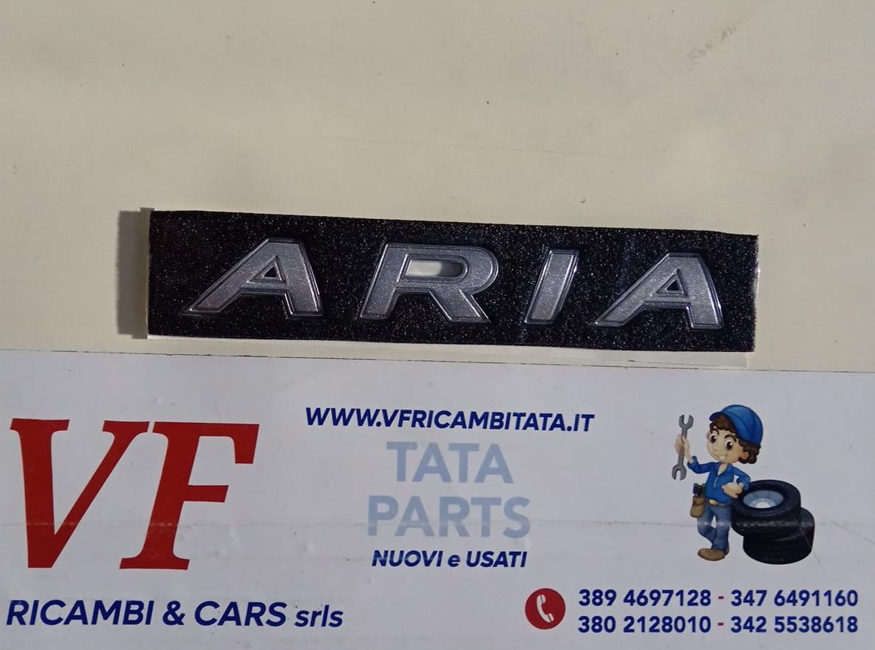 ARIA
VF
RICAMBI & CARS srls
WWW.VFRICAMBITATA.IT
TATA
PARTS
NUOVI e USATI
389 4697128 - 347 6491160
380 2128010 - 342 5538618